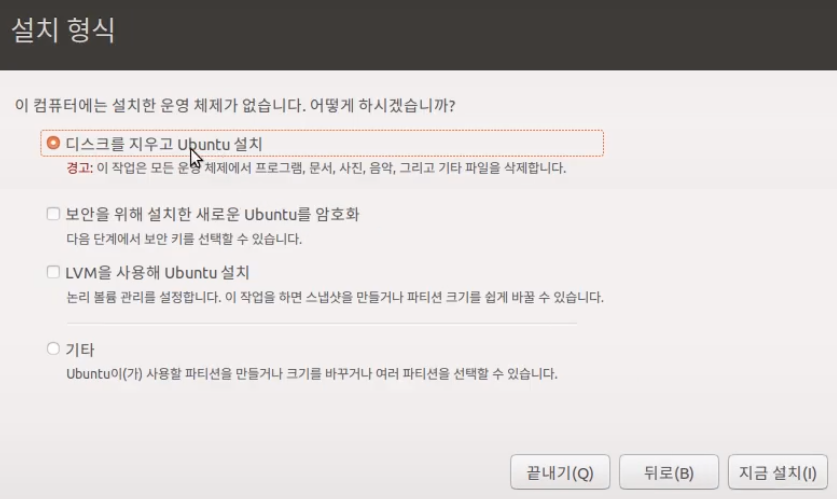 설치 형식
이 컴퓨터에는 설치한 운영 체제가 없습니다. 어떻게 하시겠습니까?
디스크를 지우고 Ubuntu 설치
경고: 이 작업은 모든 운영 체제에서 프로그램, 문서, 사진, 음악, 그리고 기타 파일을 삭제합니다.
보안을 위해 설치한 새로운 Ubuntu를 암호화
다음 단계에서 보안 키를 선택할 수 있습니다.
LVM을 사용해 Ubuntu 설치
논리 볼륨 관리를 설정합니다. 이 작업을 하면 스냅샷을 만들거나 파티션 크기를 쉽게 바꿀 수 있습니다.
기타
Ubuntu이(가) 사용할 파티션을 만들거나 크기를 바꾸거나 여러 파티션을 선택할 수 있습니다.
끝내기(Q) 뒤로(B) 지금 설치(I)